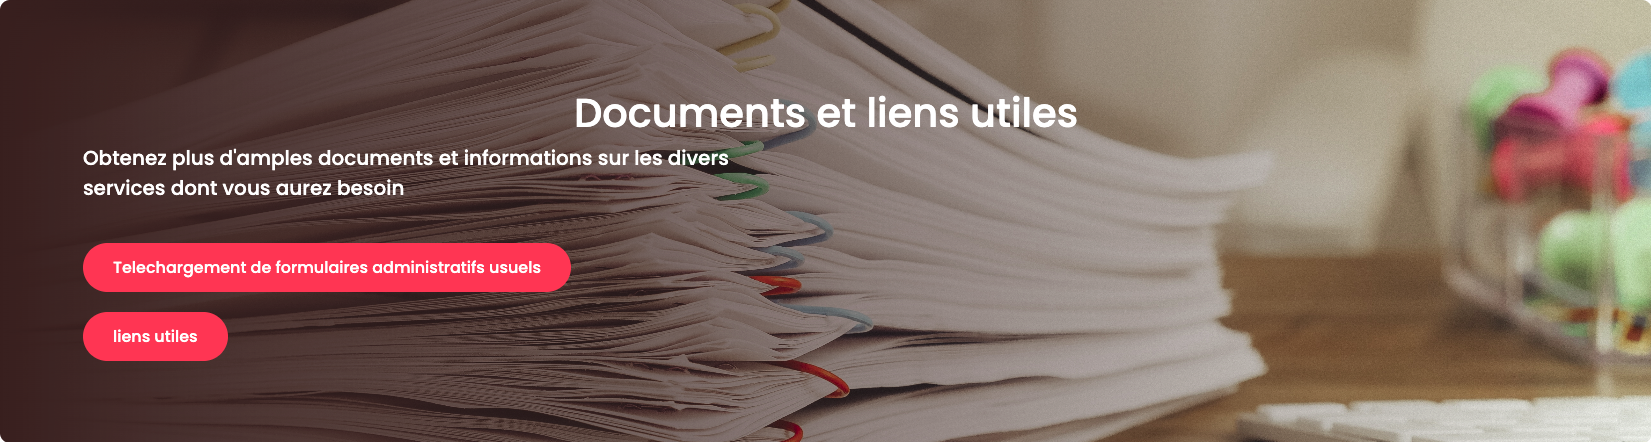 Documents et liens utiles
Obtenez plus d'amples documents et informations sur les divers
services dont vous aurez besoin
Telechargement de formulaires administratifs usuels
liens utiles